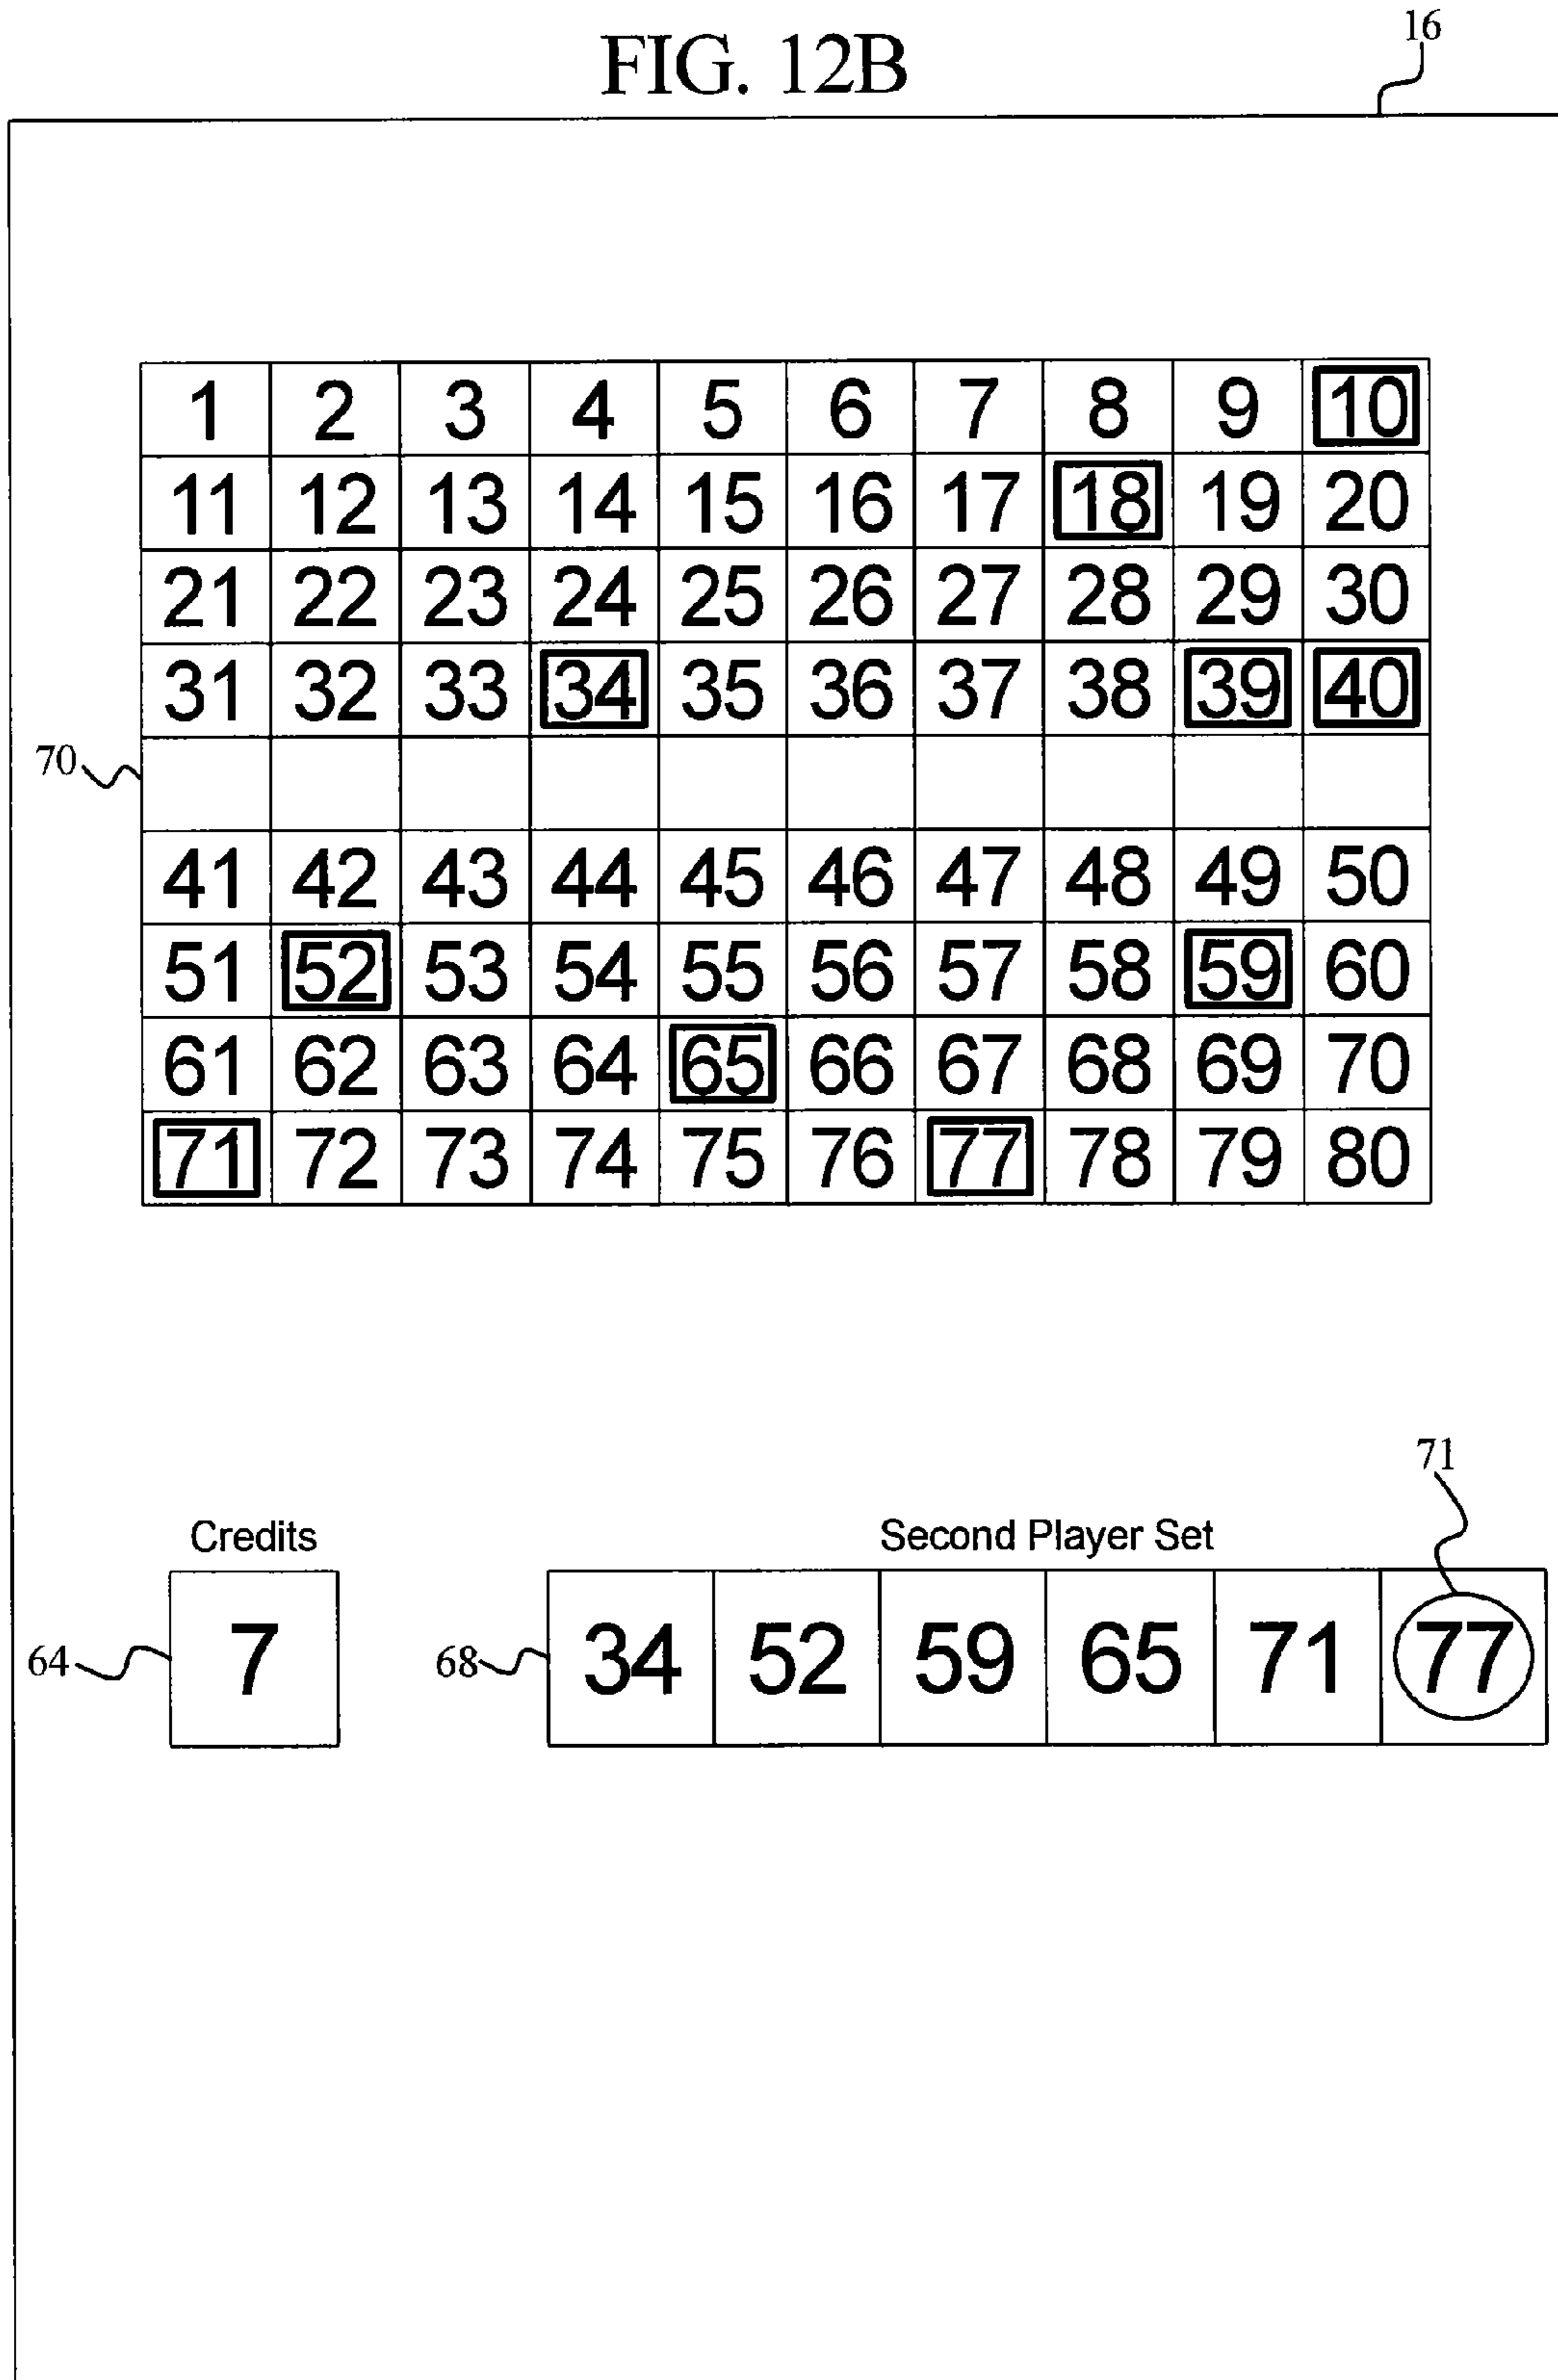 FIG. 12B
16
1 2 3 4 5 6 7 8 9 10
11 12 13 14 15 16 17 18 19 20
21 22 23 24 25 26 27 28 29 30
31 32 33 34 35 36 37 38 39 40
70
41 42 43 44 45 46 47 48 49 50
51 52 53 54 55 56 57 58 59 60
61 62 63 64 65 66 67 68 69 70
71 72 73 74 75 76 77 78 79 80
71
Credits Second Player Set
64 7 68 34 52 59 65 71 77